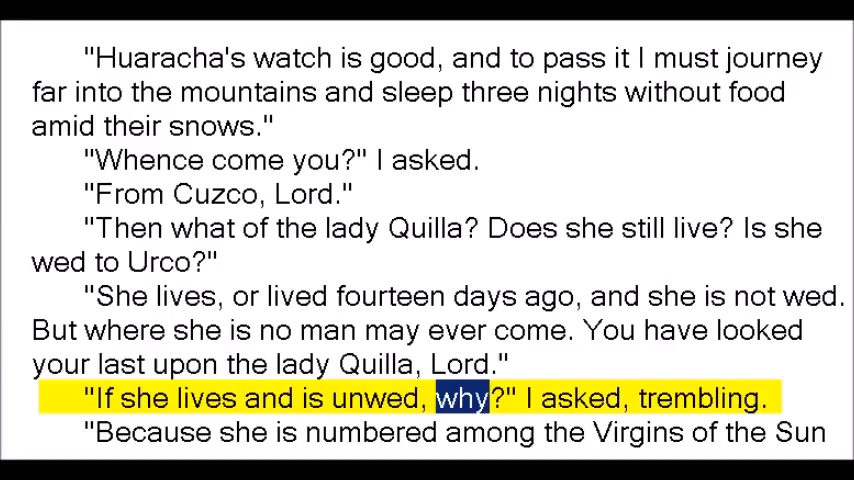 "Huaracha's watch is good, and to pass it I must journey
far into the mountains and sleep three nights without food
amid their snows."
"Whence come you?" I asked.
"From Cuzco, Lord."
"Then what of the lady Quilla? Does she still live? Is she
wed to Urco?"
"She lives, or lived fourteen days ago, and she is not wed.
But where she is no man may ever come. You have looked
your last upon the lady Quilla, Lord."
"If she lives and is unwed, why?" I asked, trembling.
"Because she is numbered among the Virgins of the Sun